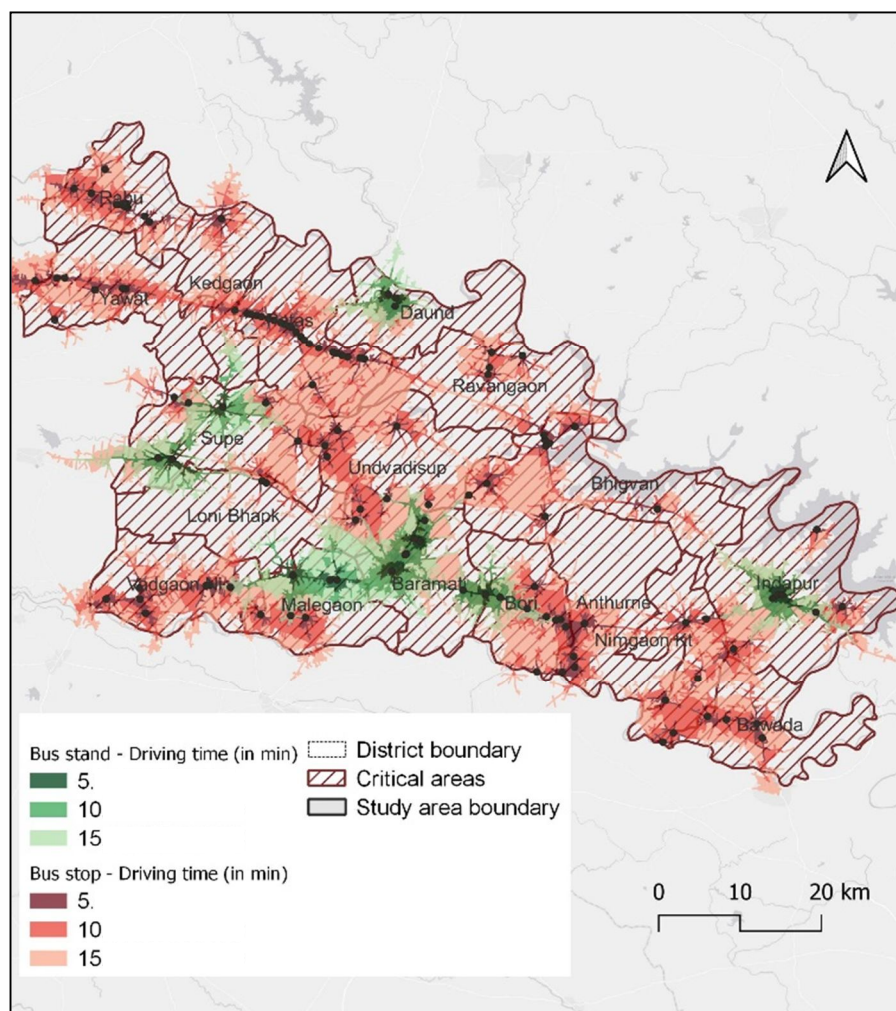 Rahu
Kedgaon
Yawat
Daund
Ravangaon
Supe
Undvadisup
Bhigvan
Loni Bhapk
Baramati
Indapur
Malegaon
Bori
Anthurne
Nimgaon Kt
Bawada
Bus stand - Driving time (in min)
5.
10
15
Bus stop - Driving time (in min)
5.
10
15
District boundary
Critical areas
Study area boundary
0 10 20 km